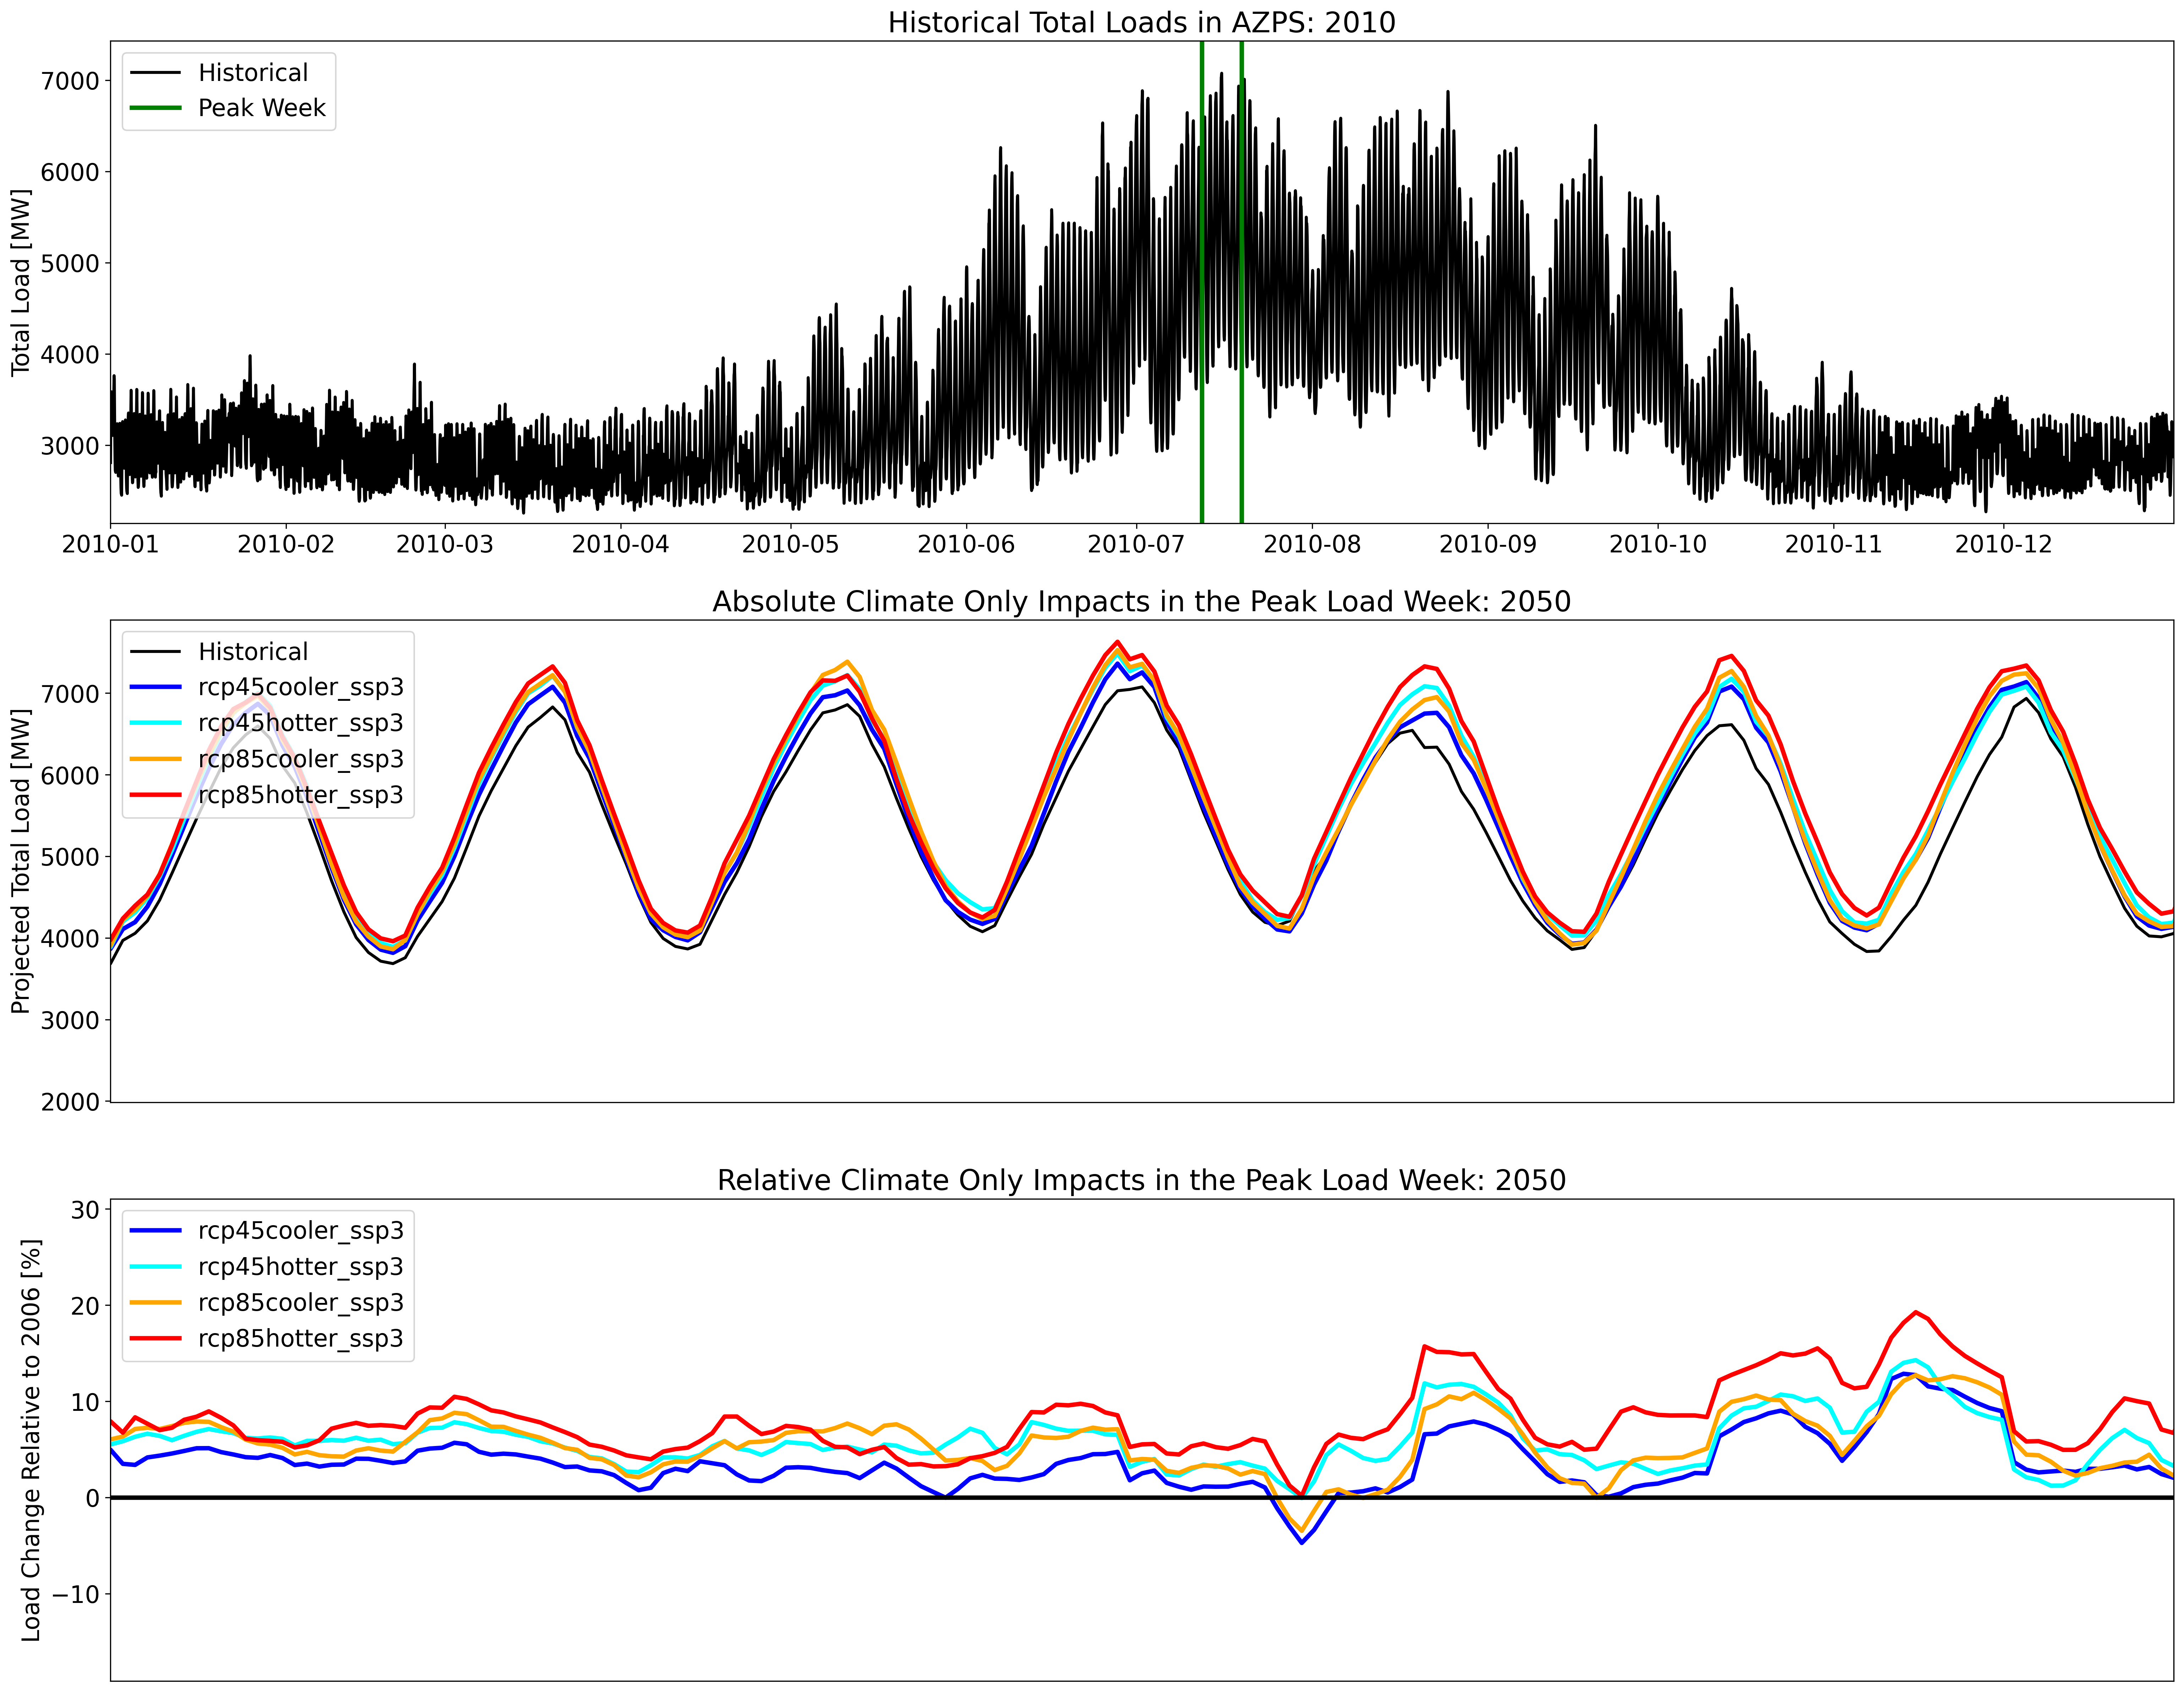 Historical Total Loads in AZPS: 2010
Total Load [MW]
7000
6000
5000
4000
3000
Historical
Peak Week
2010-01 2010-02 2010-03 2010-04 2010-05 2010-06 2010-07 2010-08 2010-09 2010-10 2010-11 2010-12
Absolute Climate Only Impacts in the Peak Load Week: 2050
Projected Total Load [MW]
7000
6000
5000
4000
3000
2000
Historical
rcp45cooler_ssp3
rcp45hotter_ssp3
rcp85cooler_ssp3
rcp85hotter_ssp3
Relative Climate Only Impacts in the Peak Load Week: 2050
Load Change Relative to 2006 [%]
30
20
10
0
−10
rcp45cooler_ssp3
rcp45hotter_ssp3
rcp85cooler_ssp3
rcp85hotter_ssp3